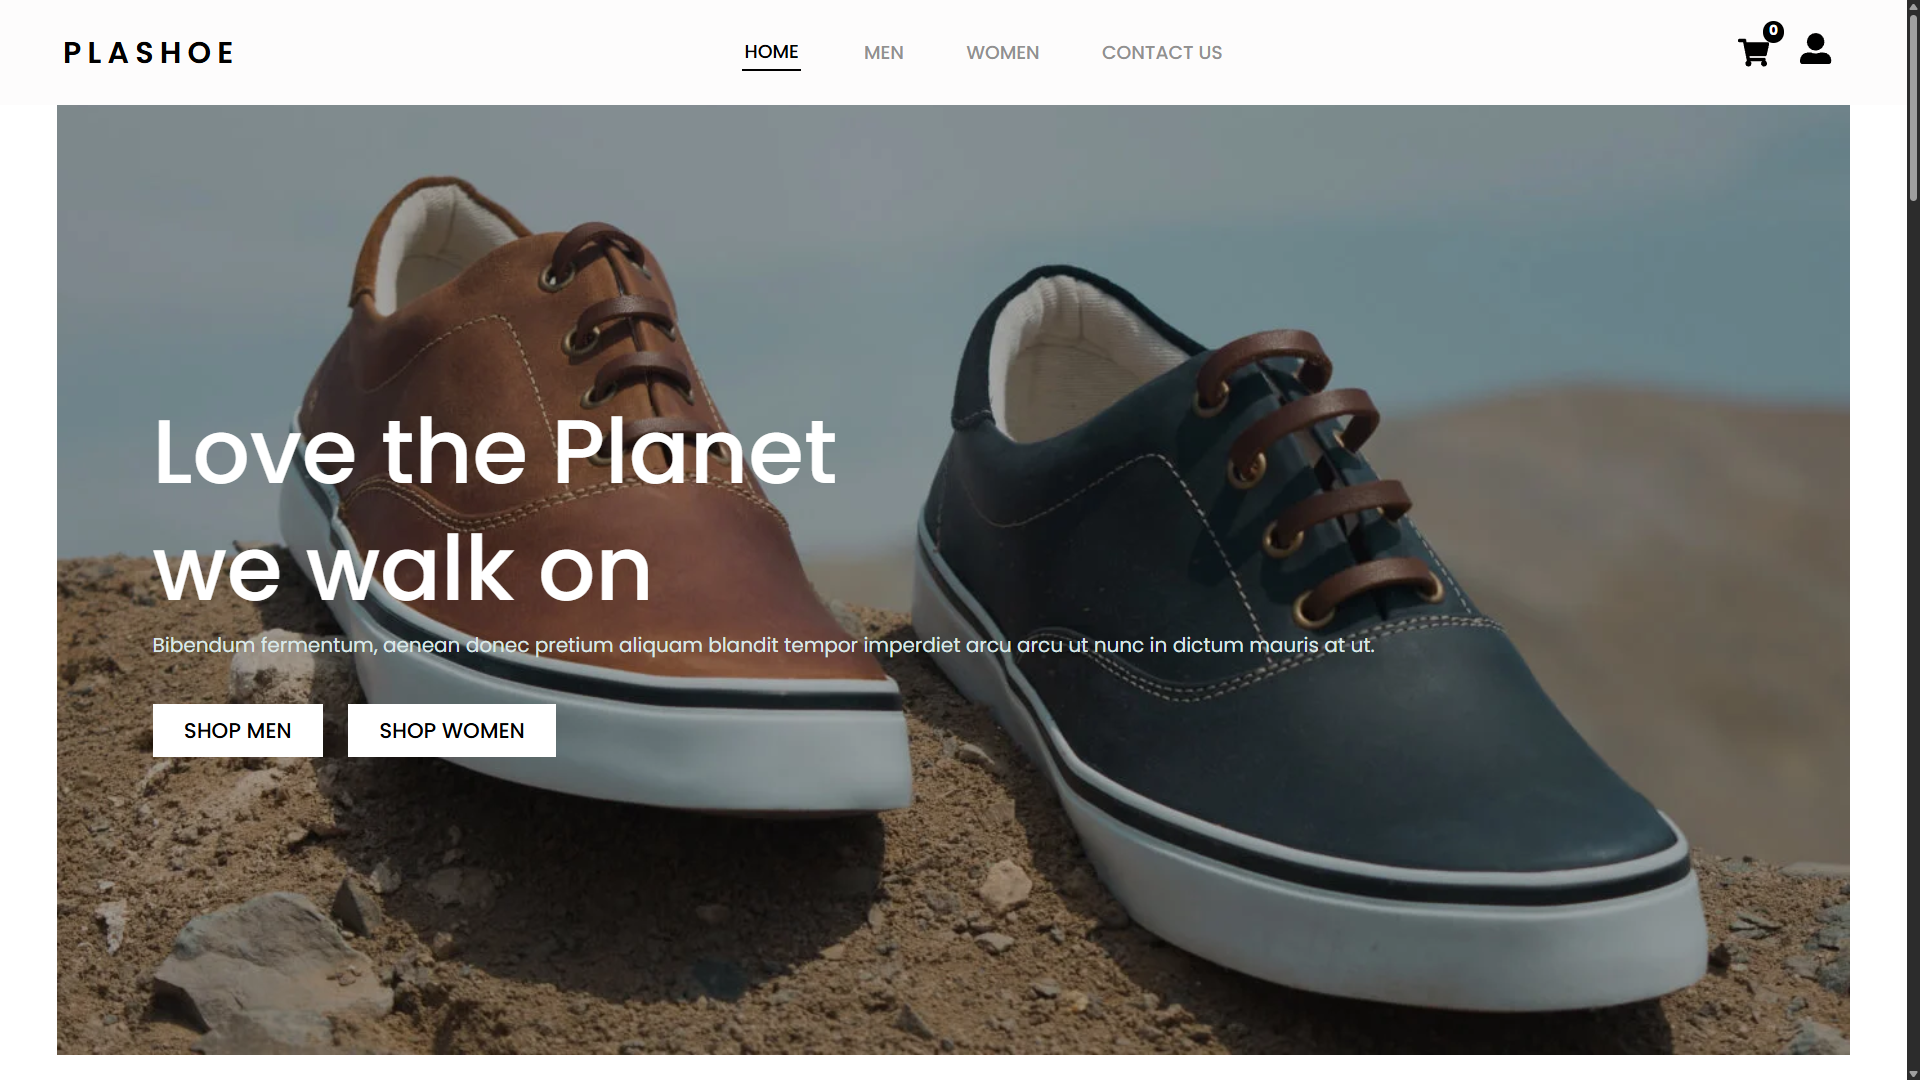 PLASHOE
HOME
MEN
WOMEN
CONTACT US
0
Love the Planet
we walk on
Bibendum fermentum, aenean donec pretium aliquam blandit tempor imperdiet arcu arcu ut nunc in dictum mauris at ut.
SHOP MEN
SHOP WOMEN